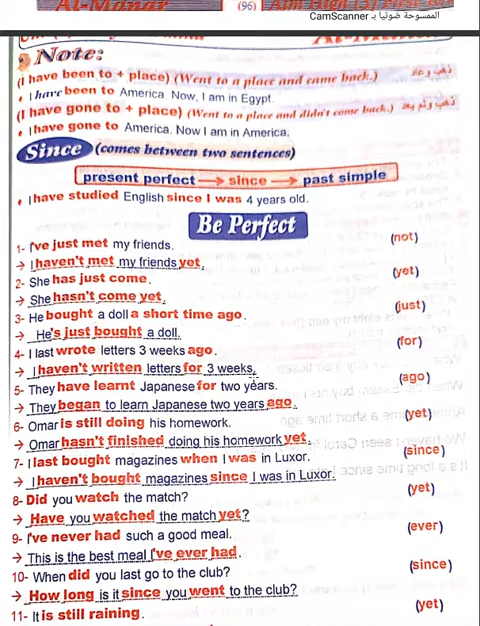 Al-Manar (96) Aim High (3) First
الممسوحة ضوئيا بـ CamScanner
Note:
(I have been to + place) (Went to a place and came back.) ذهب وعاد
I have been to America. Now, I am in Egypt.
(I have gone to + place) (Went to a place and didn't come back.) ذهب ولم يعد
I have gone to America. Now I am in America.
Since (comes between two sentences)
present perfect → since → past simple
I have studied English since I was 4 years old.
Be Perfect
1- I've just met my friends. (not)
→ I haven't met my friends yet.
2- She has just come. (yet)
→ She hasn't come yet.
3- He bought a doll a short time ago. (just)
→ He's just bought a doll.
4- I last wrote letters 3 weeks ago. (for)
→ I haven't written letters for 3 weeks.
5- They have learnt Japanese for two years. (ago)
→ They began to learn Japanese two years ago.
6- Omar is still doing his homework. (yet)
→ Omar hasn't finished doing his homework yet.
7- I last bought magazines when I was in Luxor. (since)
→ I haven't bought magazines since I was in Luxor.
8- Did you watch the match? (yet)
→ Have you watched the match yet?
9- I've never had such a good meal. (ever)
→ This is the best meal I've ever had.
10- When did you last go to the club? (since)
→ How long is it since you went to the club?
11- It is still raining. (yet)